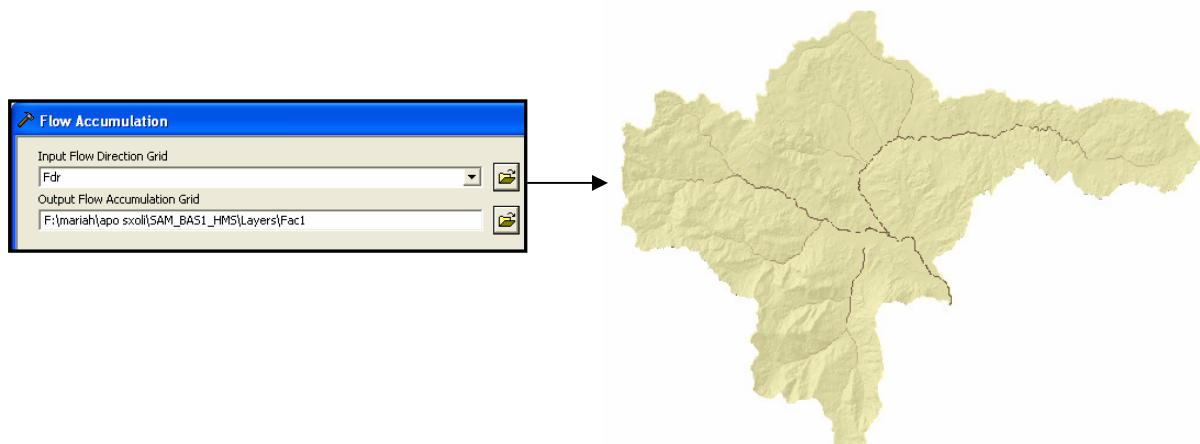 Flow Accumulation
Input Flow Direction Grid
Fdr
Output Flow Accumulation Grid
F:\mariah\apo sxoli\SAM_BAS1_HMS\Layers\Fac1